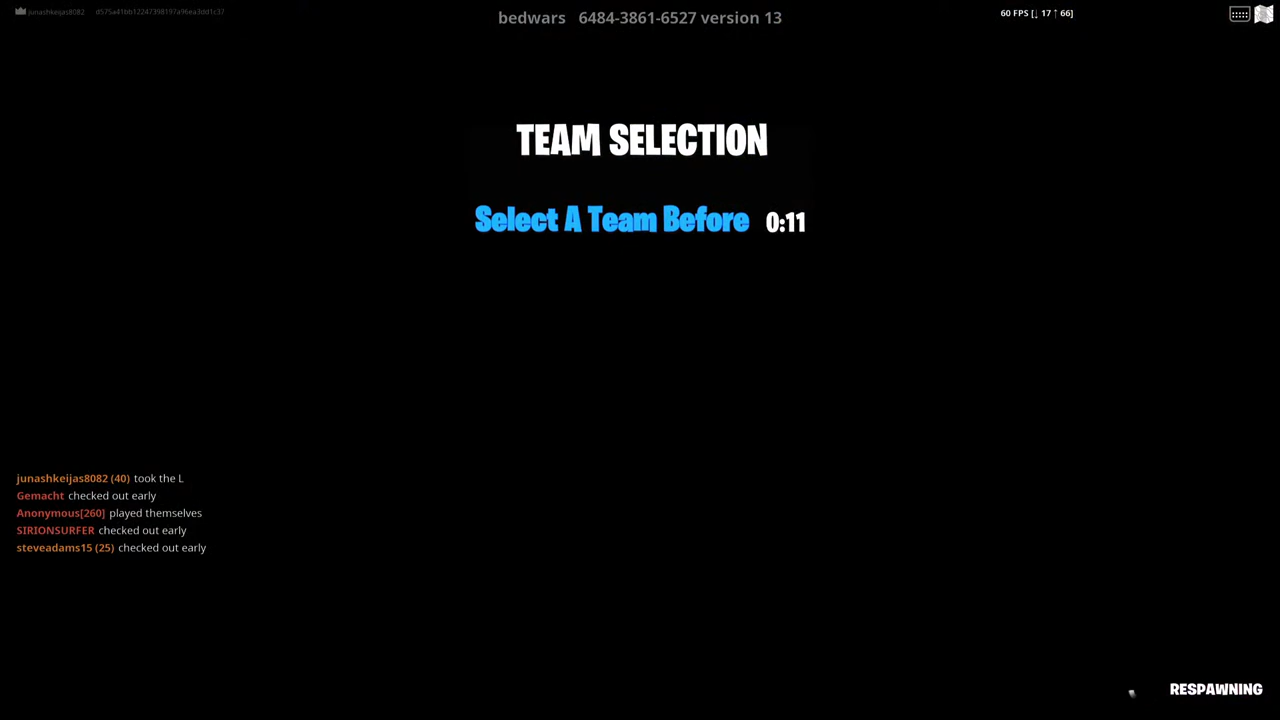 junashkeijas8082 d575a41bb12247398197a96ea3dd1c37
bedwars 6484-3861-6527 version 13
60 FPS [↓ 17 ↑ 66]
TEAM SELECTION
Select A Team Before 0:11
junashkeijas8082 (40) took the L
Gemacht checked out early
Anonymous[260] played themselves
SIRIONSURFER checked out early
steveadams15 (25) checked out early
RESPAWNING